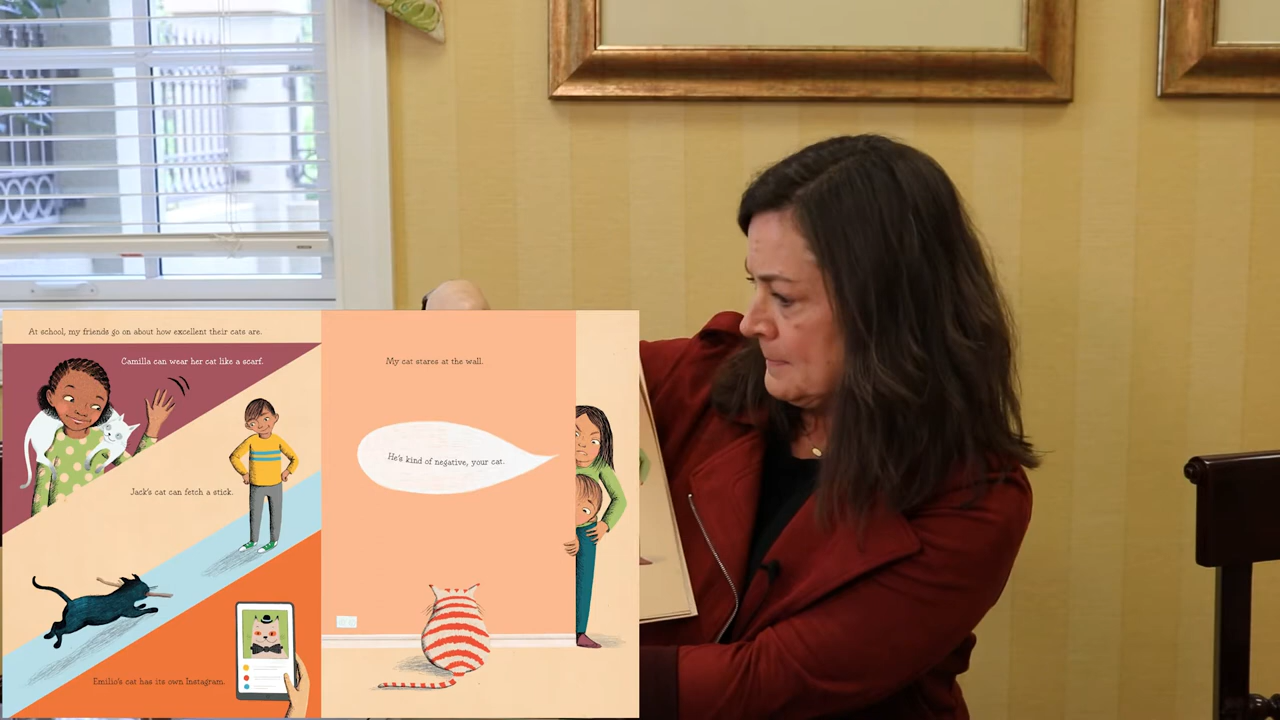 At school, my friends go on about how excellent their cats are.
Camilla can wear her cat like a scarf.
Jack's cat can fetch a stick.
Emilio's cat has its own Instagram.
My cat stares at the wall.
He's kind of negative, your cat.